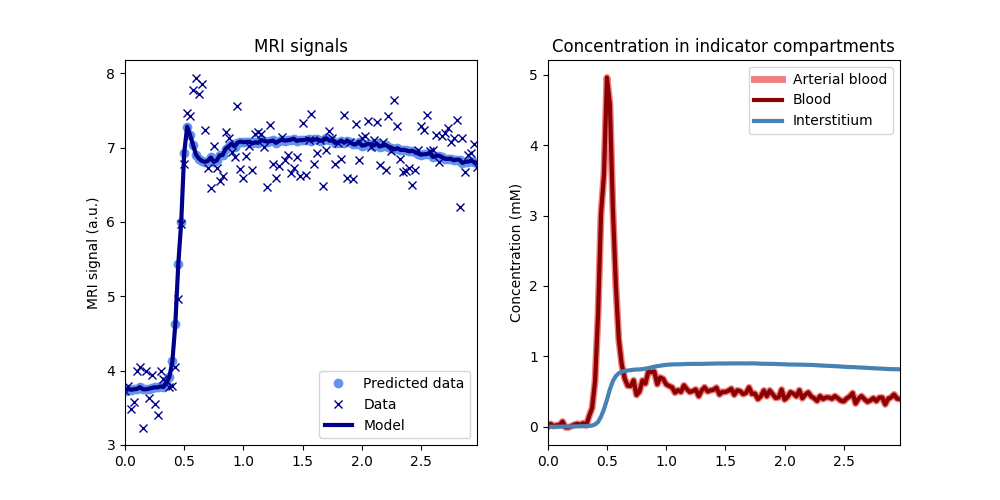 MRI signals
MRI signal (a.u.)
8
7
6
5
4
3
0.0 0.5 1.0 1.5 2.0 2.5
Predicted data
Data
Model
Concentration in indicator compartments
Concentration (mM)
5
4
3
2
1
0
0.0 0.5 1.0 1.5 2.0 2.5
Arterial blood
Blood
Interstitium